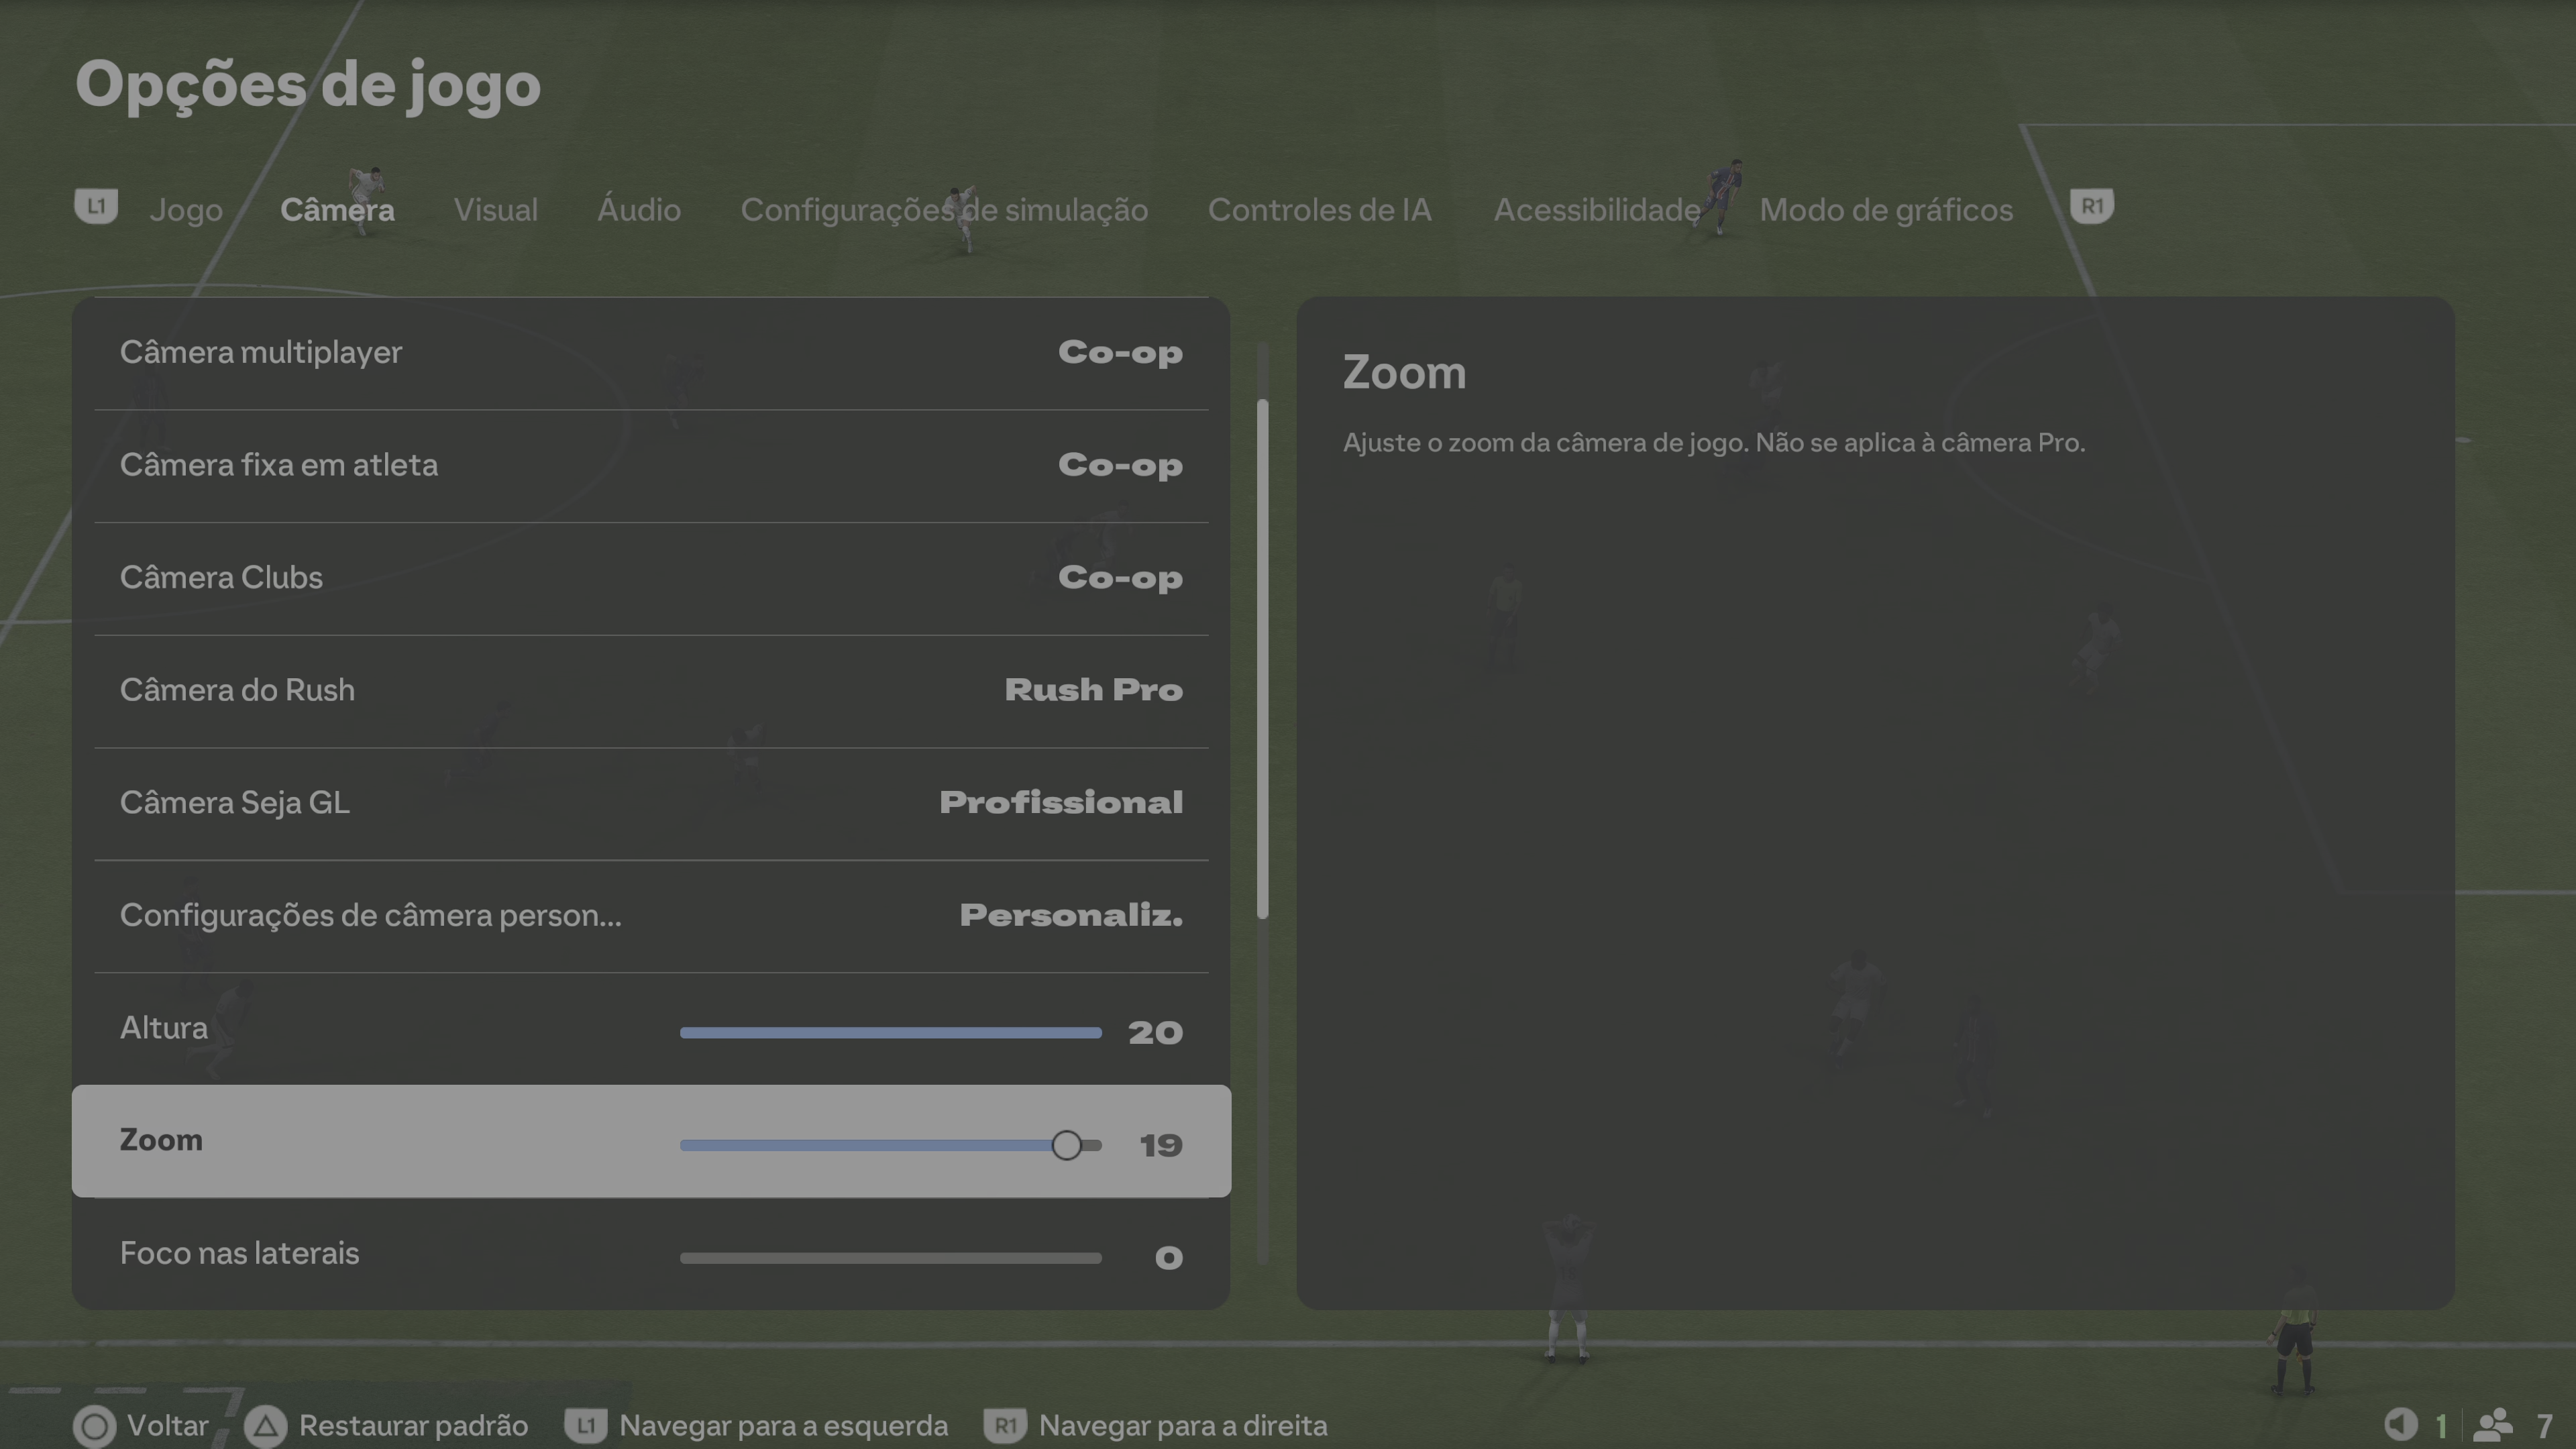 Opções de jogo
L1 Jogo Câmera Visual Áudio Configurações de simulação Controles de IA Acessibilidade Modo de gráficos R1
Câmera multiplayer Co-op
Câmera fixa em atleta Co-op
Câmera Clubs Co-op
Câmera do Rush Rush Pro
Câmera Seja GL Profissional
Configurações de câmera person... Personaliz.
Altura 20
Zoom 19
Foco nas laterais 0
Zoom
Ajuste o zoom da câmera de jogo. Não se aplica à câmera Pro.
Voltar Restaurar padrão L1 Navegar para a esquerda R1 Navegar para a direita
1 7